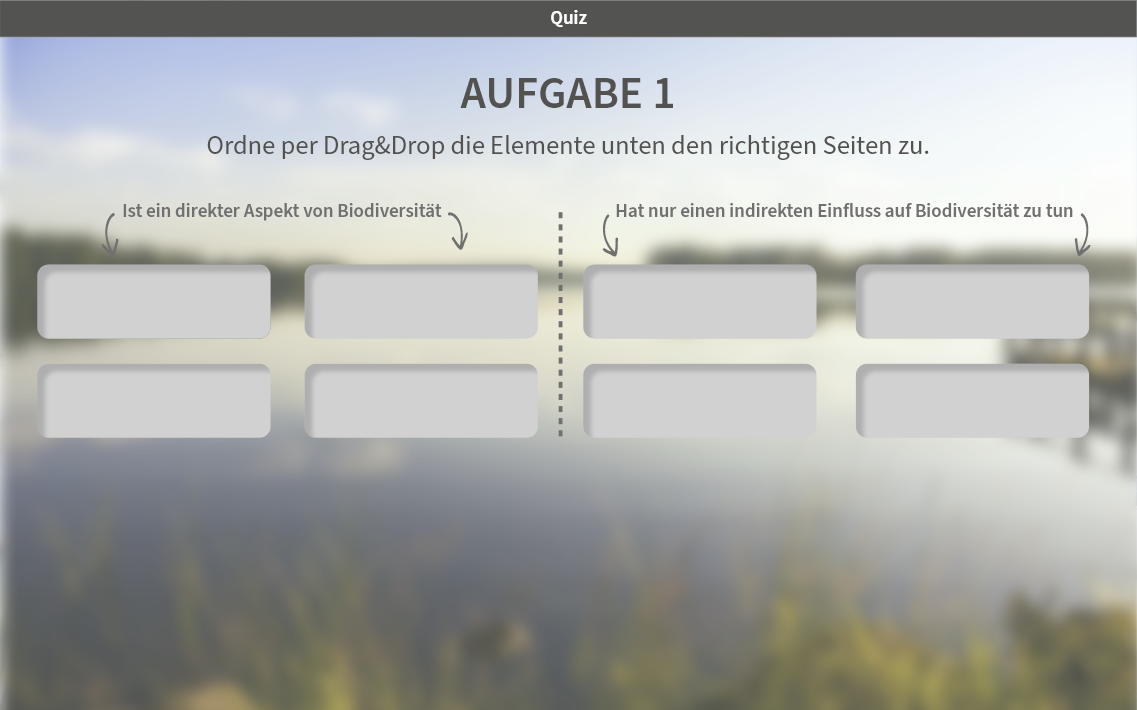 Quiz
AUFGABE 1
Ordne per Drag&Drop die Elemente unten den richtigen Seiten zu.
Ist ein direkter Aspekt von Biodiversität
Hat nur einen indirekten Einfluss auf Biodiversität zu tun